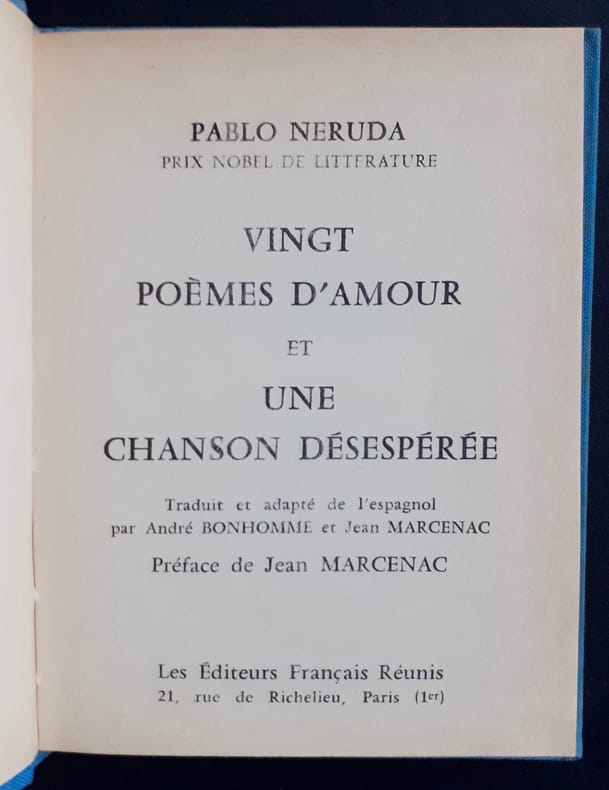 PABLO NERUDA
PRIX NOBEL DE LITTERATURE
VINGT
POÈMES D'AMOUR
ET
UNE
CHANSON DÉSESPÉRÉE
Traduit et adapté de l'espagnol
par André BONHOMME et Jean MARCENAC
Préface de Jean MARCENAC
Les Éditeurs Français Réunis
21, rue de Richelieu, Paris (1er)